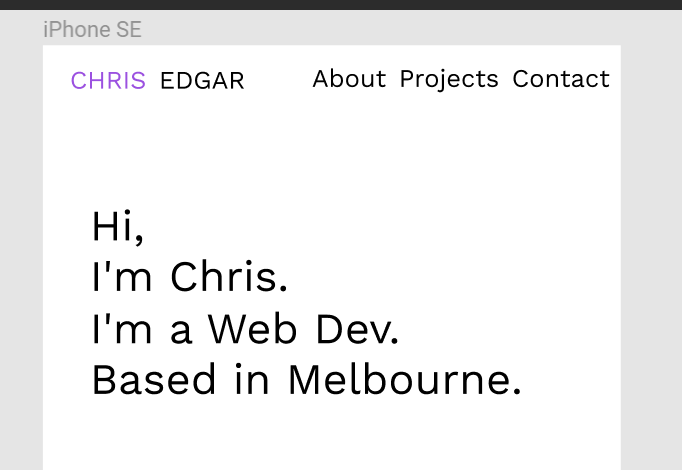 iPhone SE
CHRIS EDGAR About Projects Contact
Hi,
I'm Chris.
I'm a Web Dev.
Based in Melbourne.